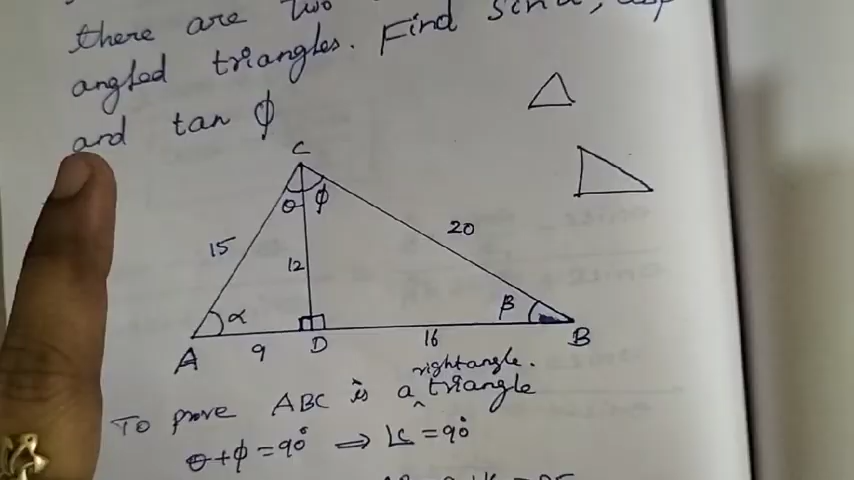 there are two
angled triangles. Find sinα,
and tan ϕ
C
θ ϕ
15
20
12
α
β
A
9
D
16
B
rightangle.
To prove ABC is a ^ triangle
θ+ϕ = 90° ⟹ ∠C = 90°